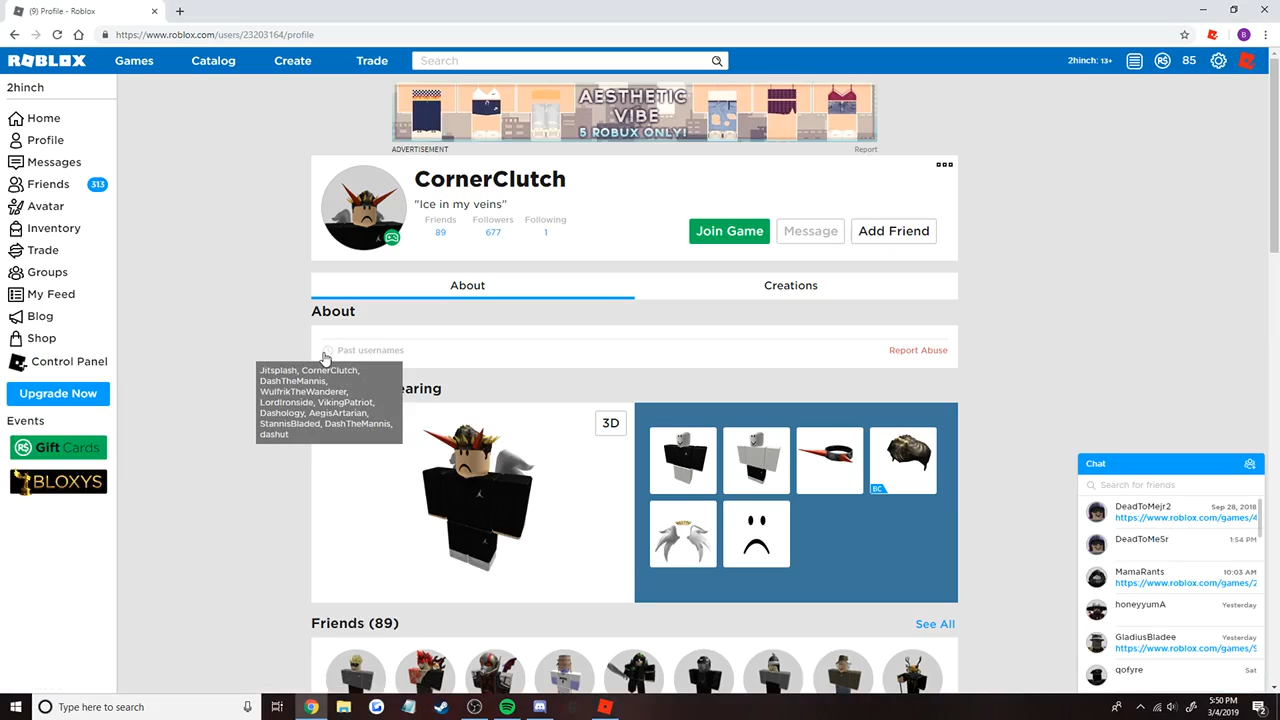 (9) Profile - Roblox
https://www.roblox.com/users/23203164/profile
B
ROBLOX
Games
Catalog
Create
Trade
Search
2hinch: 13+
85
2hinch
Home
Profile
Messages
Friends
313
Avatar
Inventory
Trade
Groups
My Feed
Blog
Shop
Control Panel
Upgrade Now
Events
Gift Cards
BLOXYS
AESTHETIC
VIBE
5 ROBUX ONLY!
ADVERTISEMENT
Report
CornerClutch
"Ice in my veins"
Friends
Followers
Following
89
677
1
Join Game
Message
Add Friend
About
Creations
About
Past usernames
Report Abuse
Jitsplash, CornerClutch,
DashTheMannis,
WulfrikTheWanderer,
LordIronside, VikingPatriot,
Dashology, AegisArtarian,
StannisBladed, DashTheMannis,
dashut
earing
3D
BC
Friends (89)
See All
Chat
Search for friends
DeadToMejr2
Sep 28, 2018
https://www.roblox.com/games/4
DeadToMeSr
1:54 PM
MamaRants
10:03 AM
https://www.roblox.com/games/2
honeyyumA
Yesterday
GladiusBladee
Yesterday
https://www.roblox.com/games/9
qofyre
Sat
Type here to search
5:50 PM
3/4/2019
2